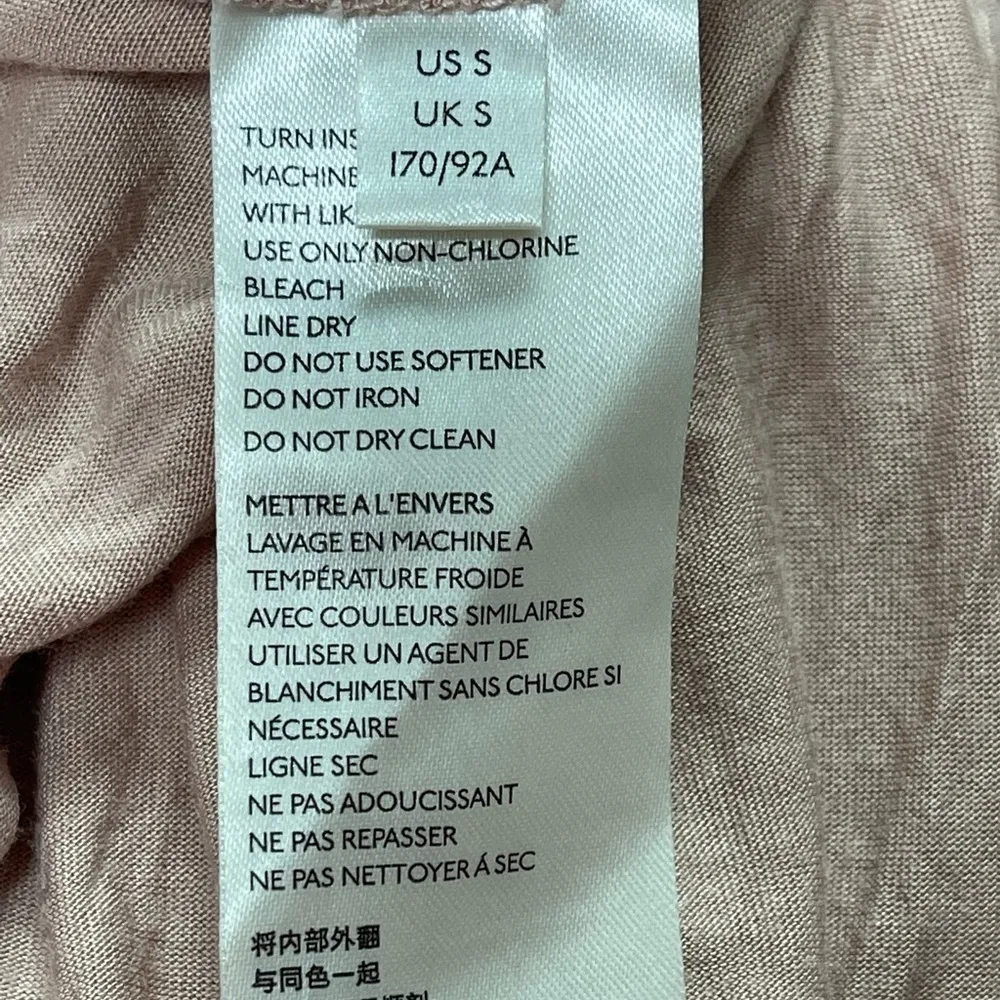 US S
UK S
170/92A
TURN
MACHINE
WITH
USE ONLY NON-CHLORINE
BLEACH
LINE DRY
DO NOT USE SOFTENER
DO NOT IRON
DO NOT DRY CLEAN
METTRE A L'ENVERS
LAVAGE EN MACHINE À
TEMPÉRATURE FROIDE
AVEC COULEURS SIMILAIRES
UTILISER UN AGENT DE
BLANCHIMENT SANS CHLORE SI
NÉCESSAIRE
LIGNE SEC
NE PAS ADOUCISSANT
NE PAS REPASSER
NE PAS NETTOYER Á SEC
将内部外翻
与同色一起